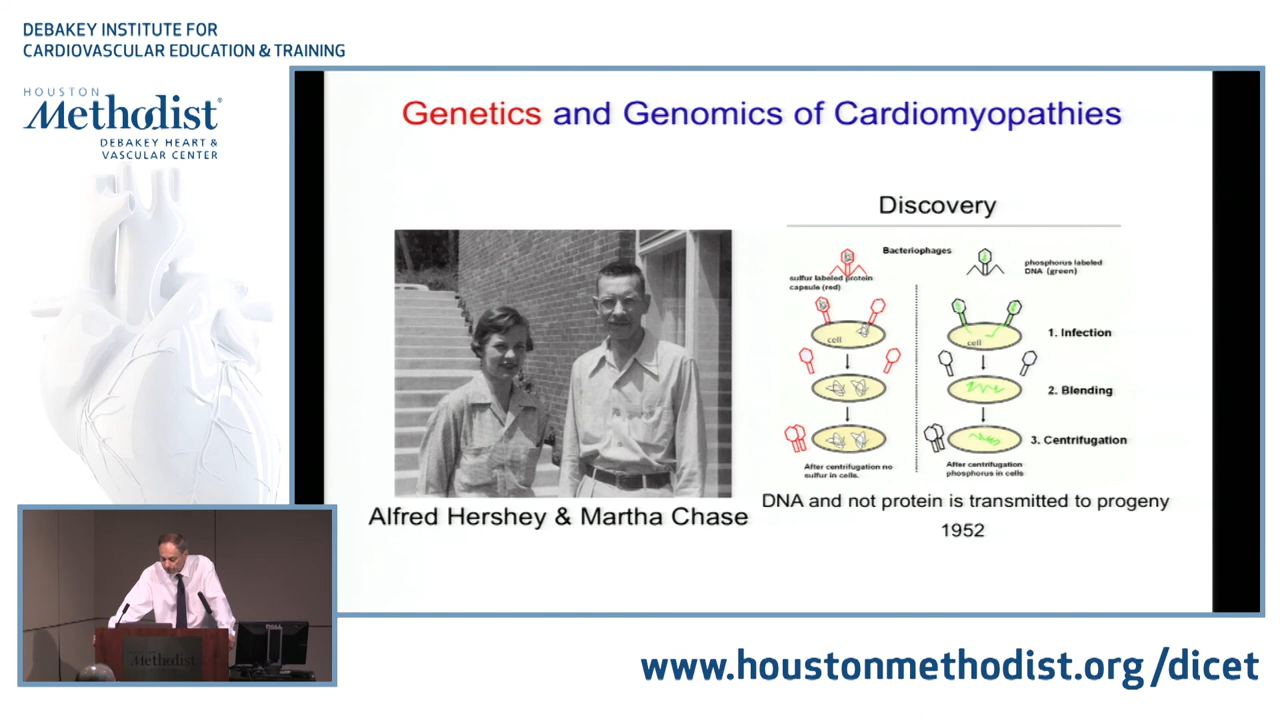 DEBAKEY INSTITUTE FOR
CARDIOVASCULAR EDUCATION & TRAINING
HOUSTON
Methodist®
DEBAKEY HEART &
VASCULAR CENTER
Genetics and Genomics of Cardiomyopathies
Discovery
Bacteriophages
sulfur labeled protein
capsule (red)
phosphorus labeled
DNA (green)
cell
cell
1. Infection
2. Blending
3. Centrifugation
After centrifugation no
sulfur in cells.
After centrifugation
phosphorus in cells
Alfred Hershey & Martha Chase
DNA and not protein is transmitted to progeny
1952
Methodist
DELL
www.houstonmethodist.org/dicet